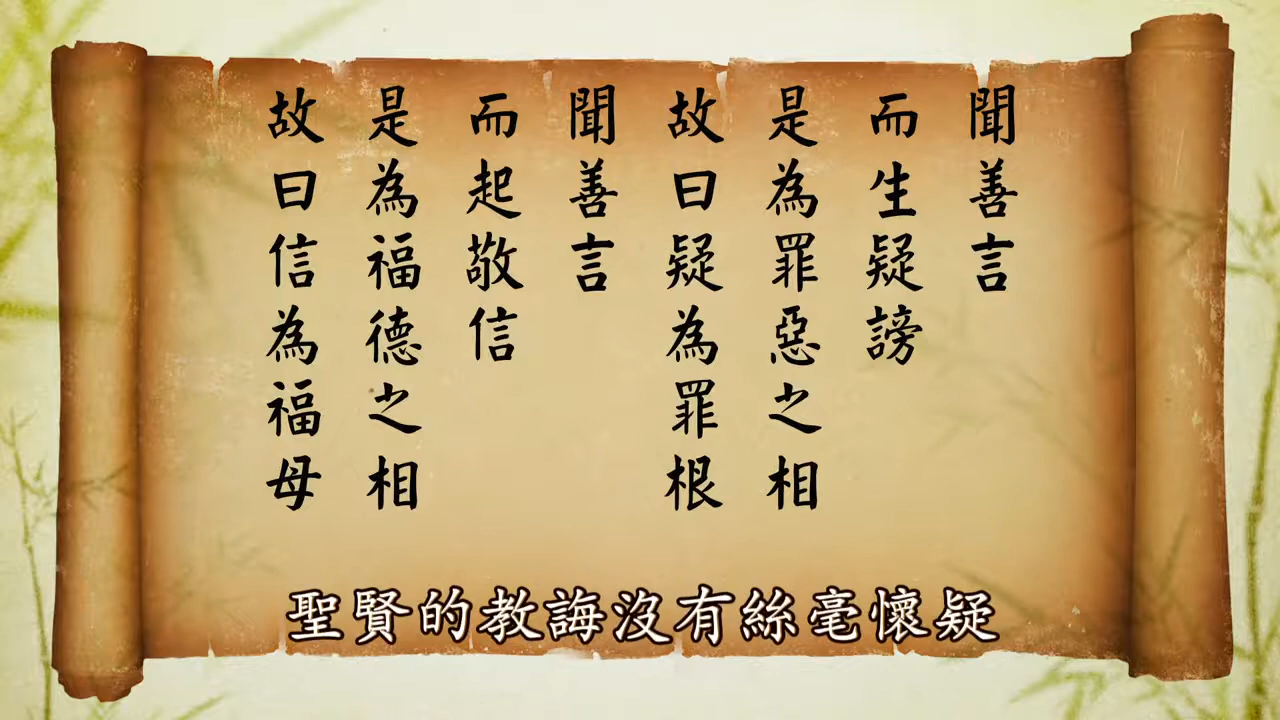 聞善言
而生疑謗
是為罪惡之相
故曰疑為罪根
聞善言
而起敬信
是為福德之相
故曰信為福母
聖賢的教誨沒有絲毫懷疑